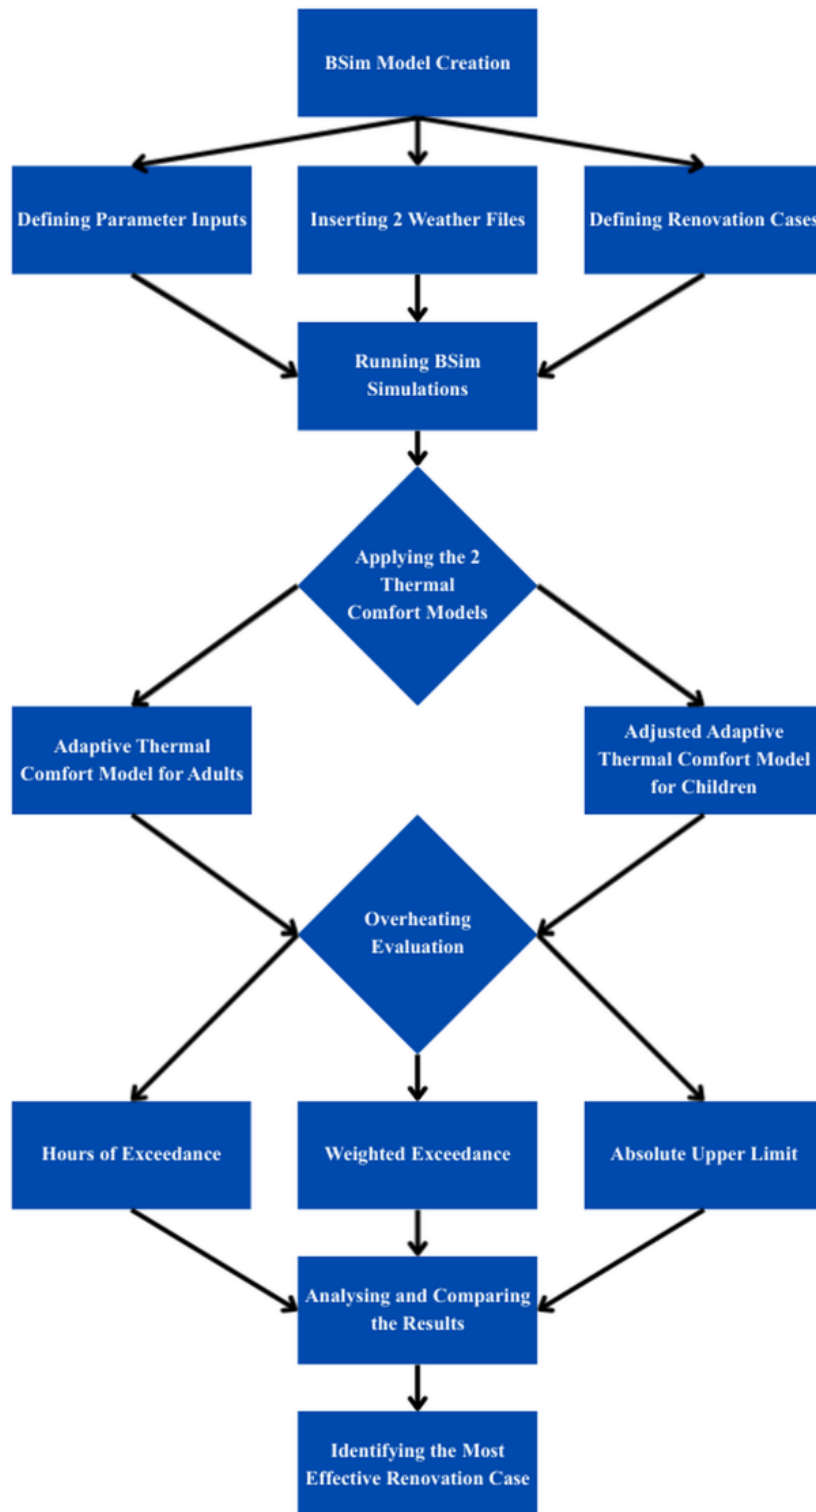 BSim Model Creation
Defining Parameter Inputs
Inserting 2 Weather Files
Defining Renovation Cases
Running BSim
Simulations
Applying the 2
Thermal
Comfort Models
Adaptive Thermal
Comfort Model for Adults
Adjusted Adaptive
Thermal Comfort Model
for Children
Overheating
Evaluation
Hours of Exceedance
Weighted Exceedance
Absolute Upper Limit
Analysing and Comparing
the Results
Identifying the Most
Effective Renovation Case